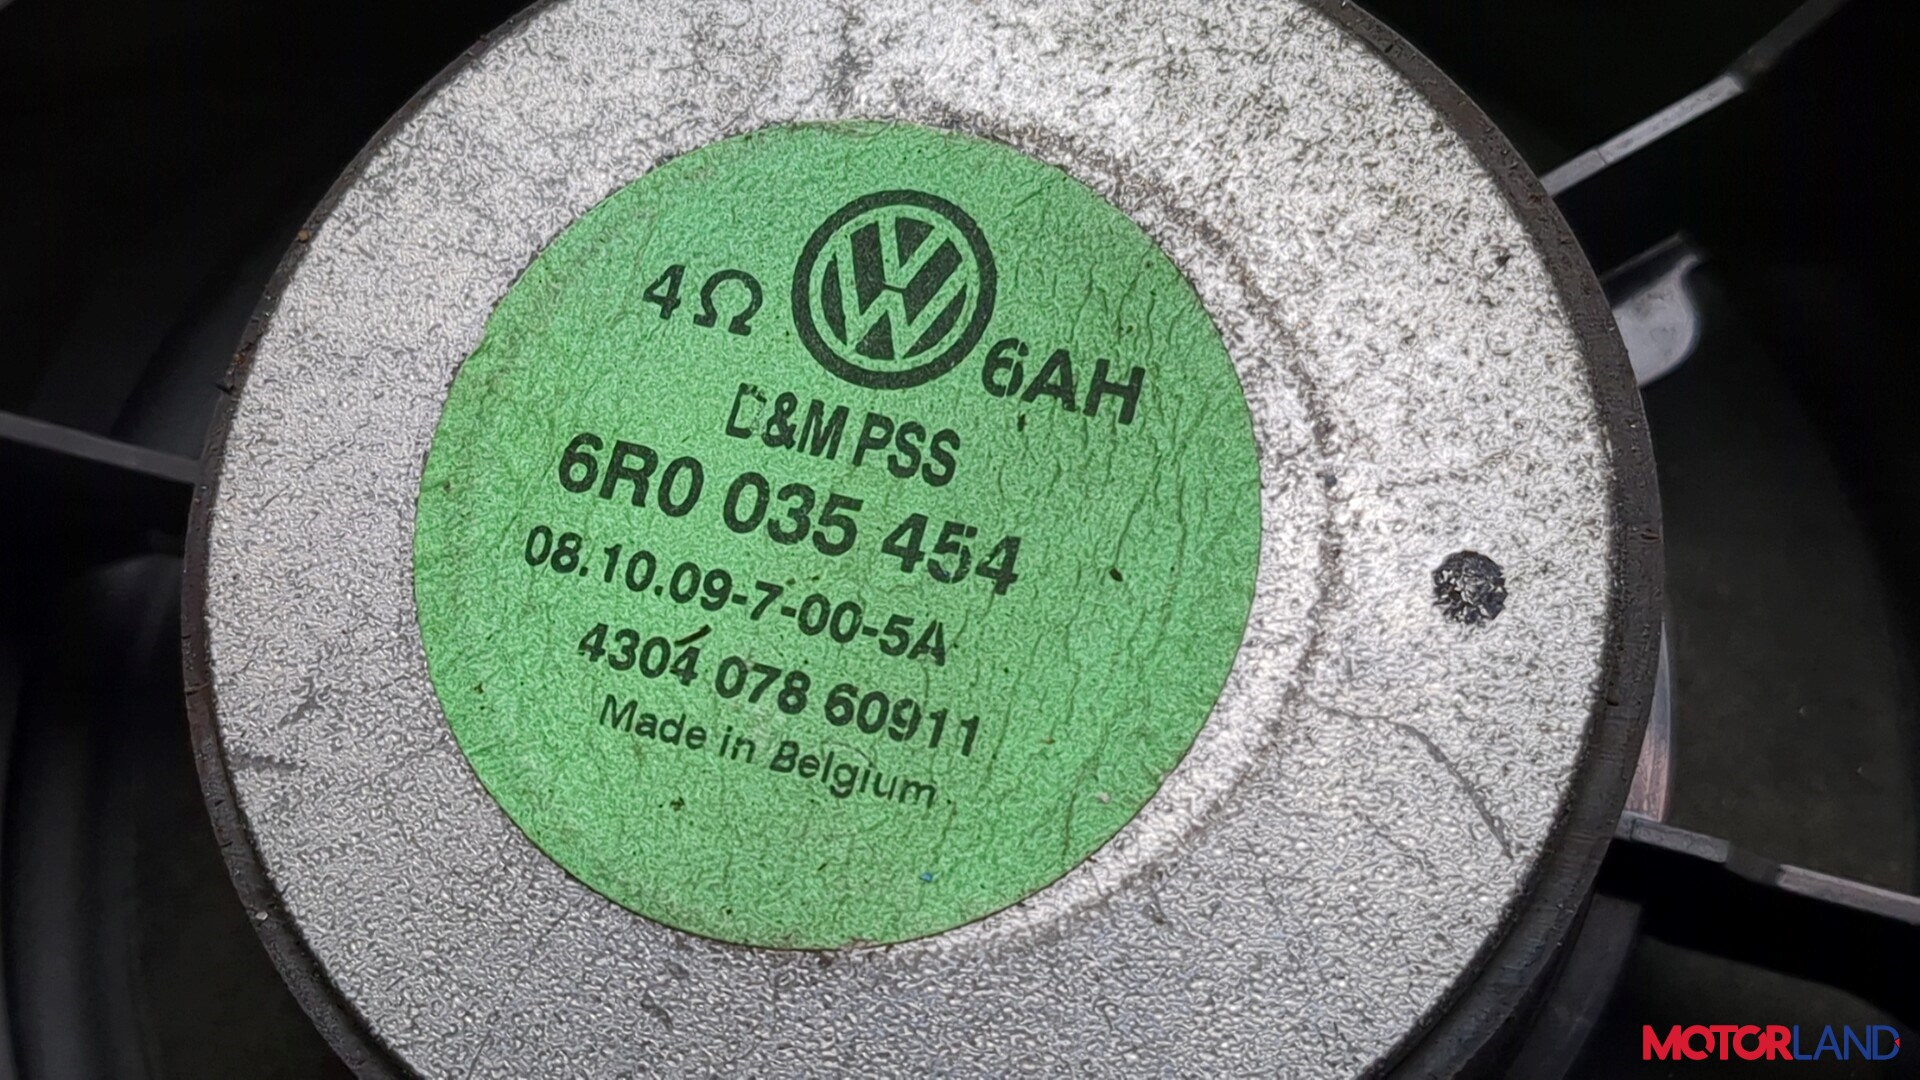 4Ω VW 6AH
D&M PSS
6R0 035 454
08.10.09-7-00-5A
4304 078 60911
Made in Belgium
MOTORLAND